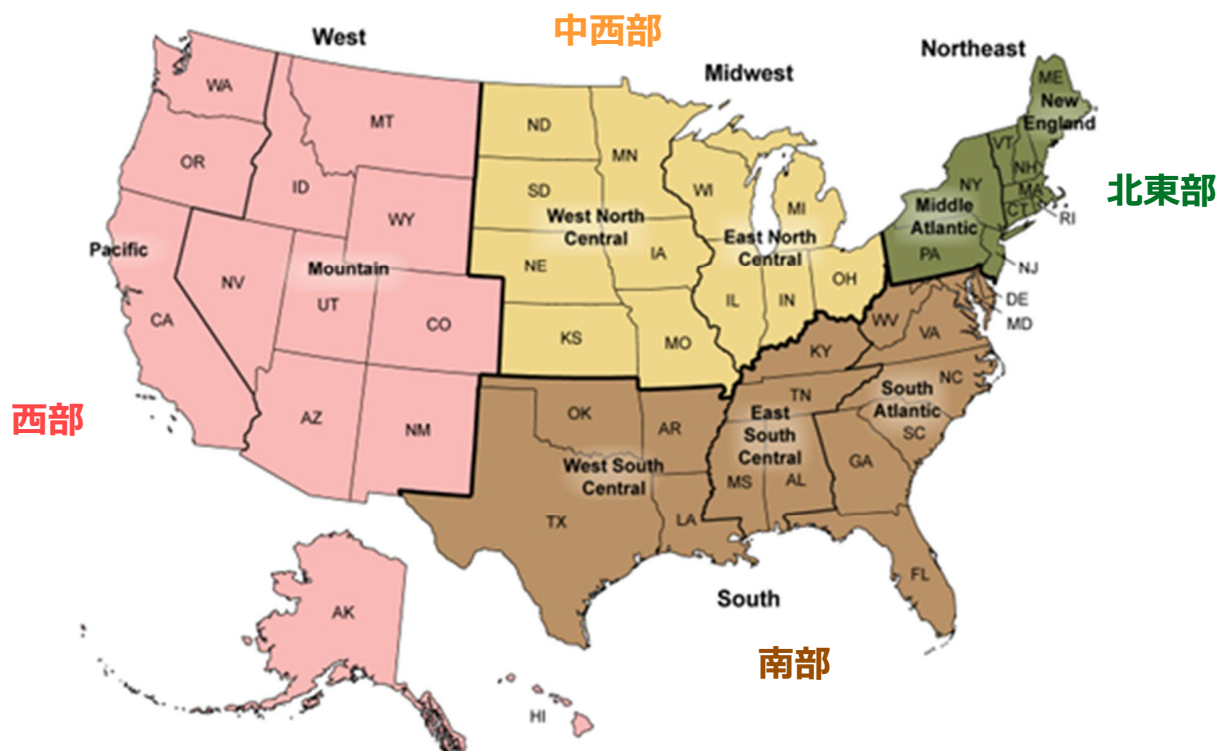 中西部
West
Northeast
Midwest
ME
New
England
WA
MT
ND
MN
VT
NH
OR
ID
SD
WI
MI
NY
MA
北東部
WY
West North
Central
Middle
Atlantic
CT
RI
Pacific
Mountain
NE
IA
East North
Central
PA
NJ
NV
UT
OH
DE
CA
CO
IL
IN
MD
KS
MO
WV
VA
KY
西部
AZ
NM
OK
AR
TN
NC
East
South
Central
South
Atlantic
SC
West South
Central
MS
AL
GA
TX
LA
FL
South
AK
南部
HI